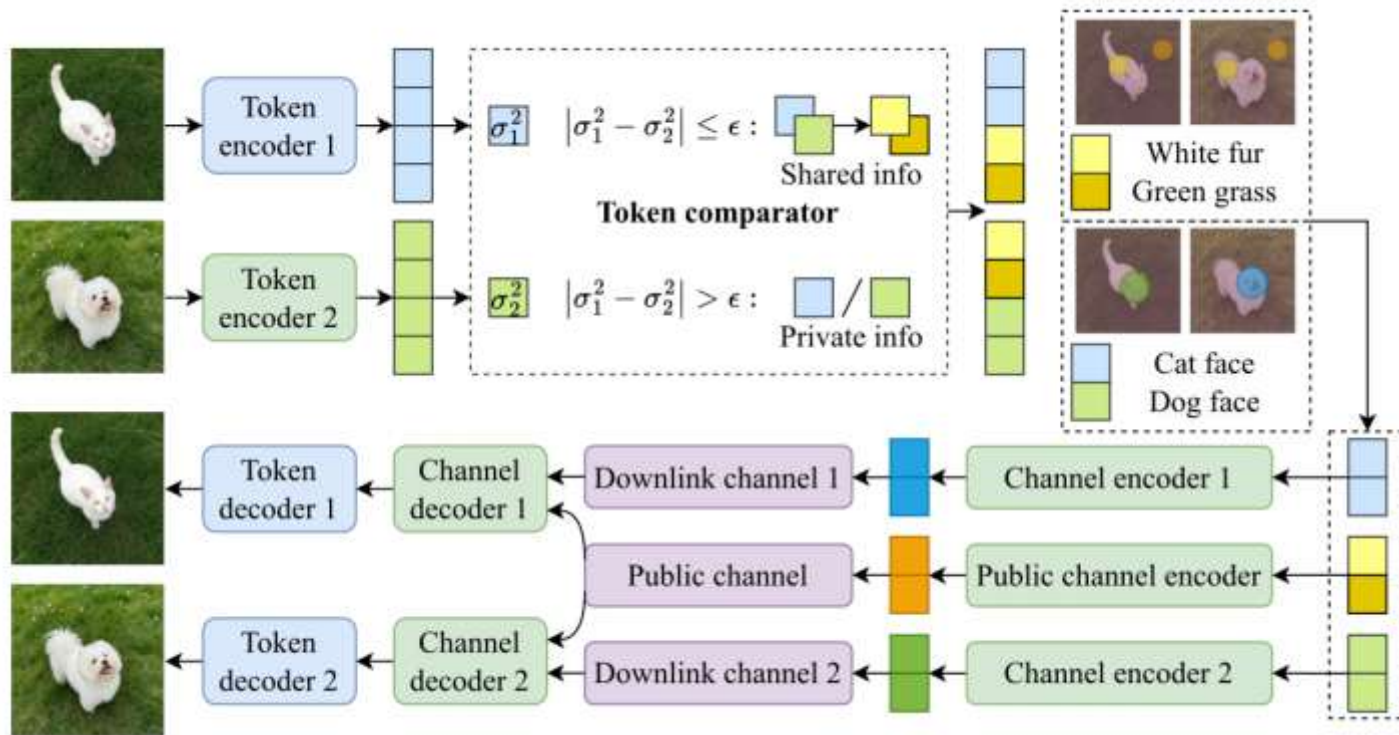 Token
encoder 1
σ₁² |σ₁² − σ₂²| ≤ ϵ :
Shared info
Token comparator
Token
encoder 2
σ₂² |σ₁² − σ₂²| > ϵ : /
Private info
White fur
Green grass
Cat face
Dog face
Token
decoder 1
Channel
decoder 1
Downlink channel 1
Channel encoder 1
Public channel
Public channel encoder
Token
decoder 2
Channel
decoder 2
Downlink channel 2
Channel encoder 2